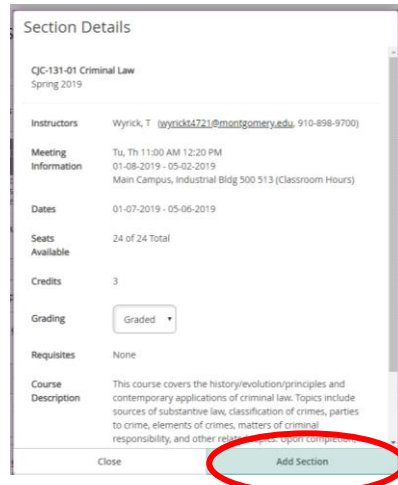 Section Details
CJC-131-01 Criminal Law
Spring 2019
Instructors Wyrick, T (wyrickt4721@montgomery.edu, 910-898-9700)
Meeting Information Tu, Th 11:00 AM 12:20 PM
01-08-2019 - 05-02-2019
Main Campus, Industrial Bldg 500 513 (Classroom Hours)
Dates 01-07-2019 - 05-06-2019
Seats Available 24 of 24 Total
Credits 3
Grading Graded
Requisites None
Course Description This course covers the history/evolution/principles and
contemporary applications of criminal law. Topics include
sources of substantive law, classification of crimes, parties
to crime, elements of crimes, matters of criminal
responsibility, and other related topics. Upon completion,
Close Add Section